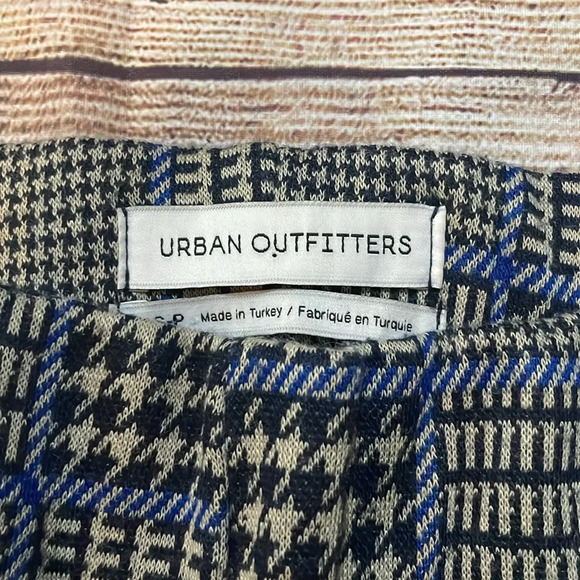 URBAN OUTFITTERS
S-P Made in Turkey / Fabriqué en Turquie